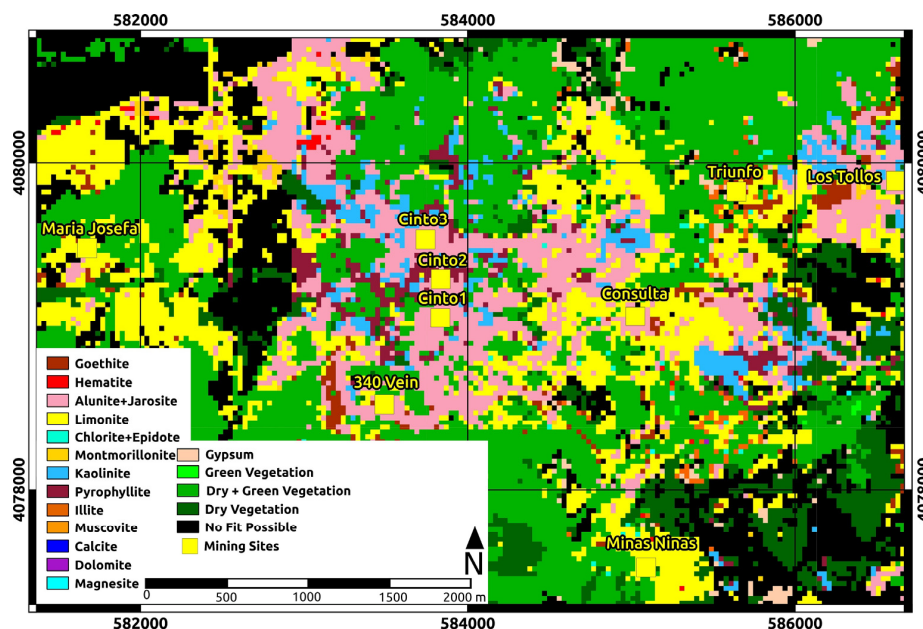 582000 584000 586000
4080000 4080000
Triunfo
Los Tollos
Cinto3
Maria Josefa
Cinto2
Cinto1
Consulta
340 Vein
Goethite
Hematite
Alunite+Jarosite
Limonite
Chlorite+Epidote
Montmorillonite
Kaolinite
Pyrophyllite
Illite
Muscovite
Calcite
Dolomite
Magnesite
Gypsum
Green Vegetation
Dry + Green Vegetation
Dry Vegetation
No Fit Possible
Mining Sites
4078000 4078000
Minas Ninas
N
0 500 1000 1500 2000 m
582000 584000 586000